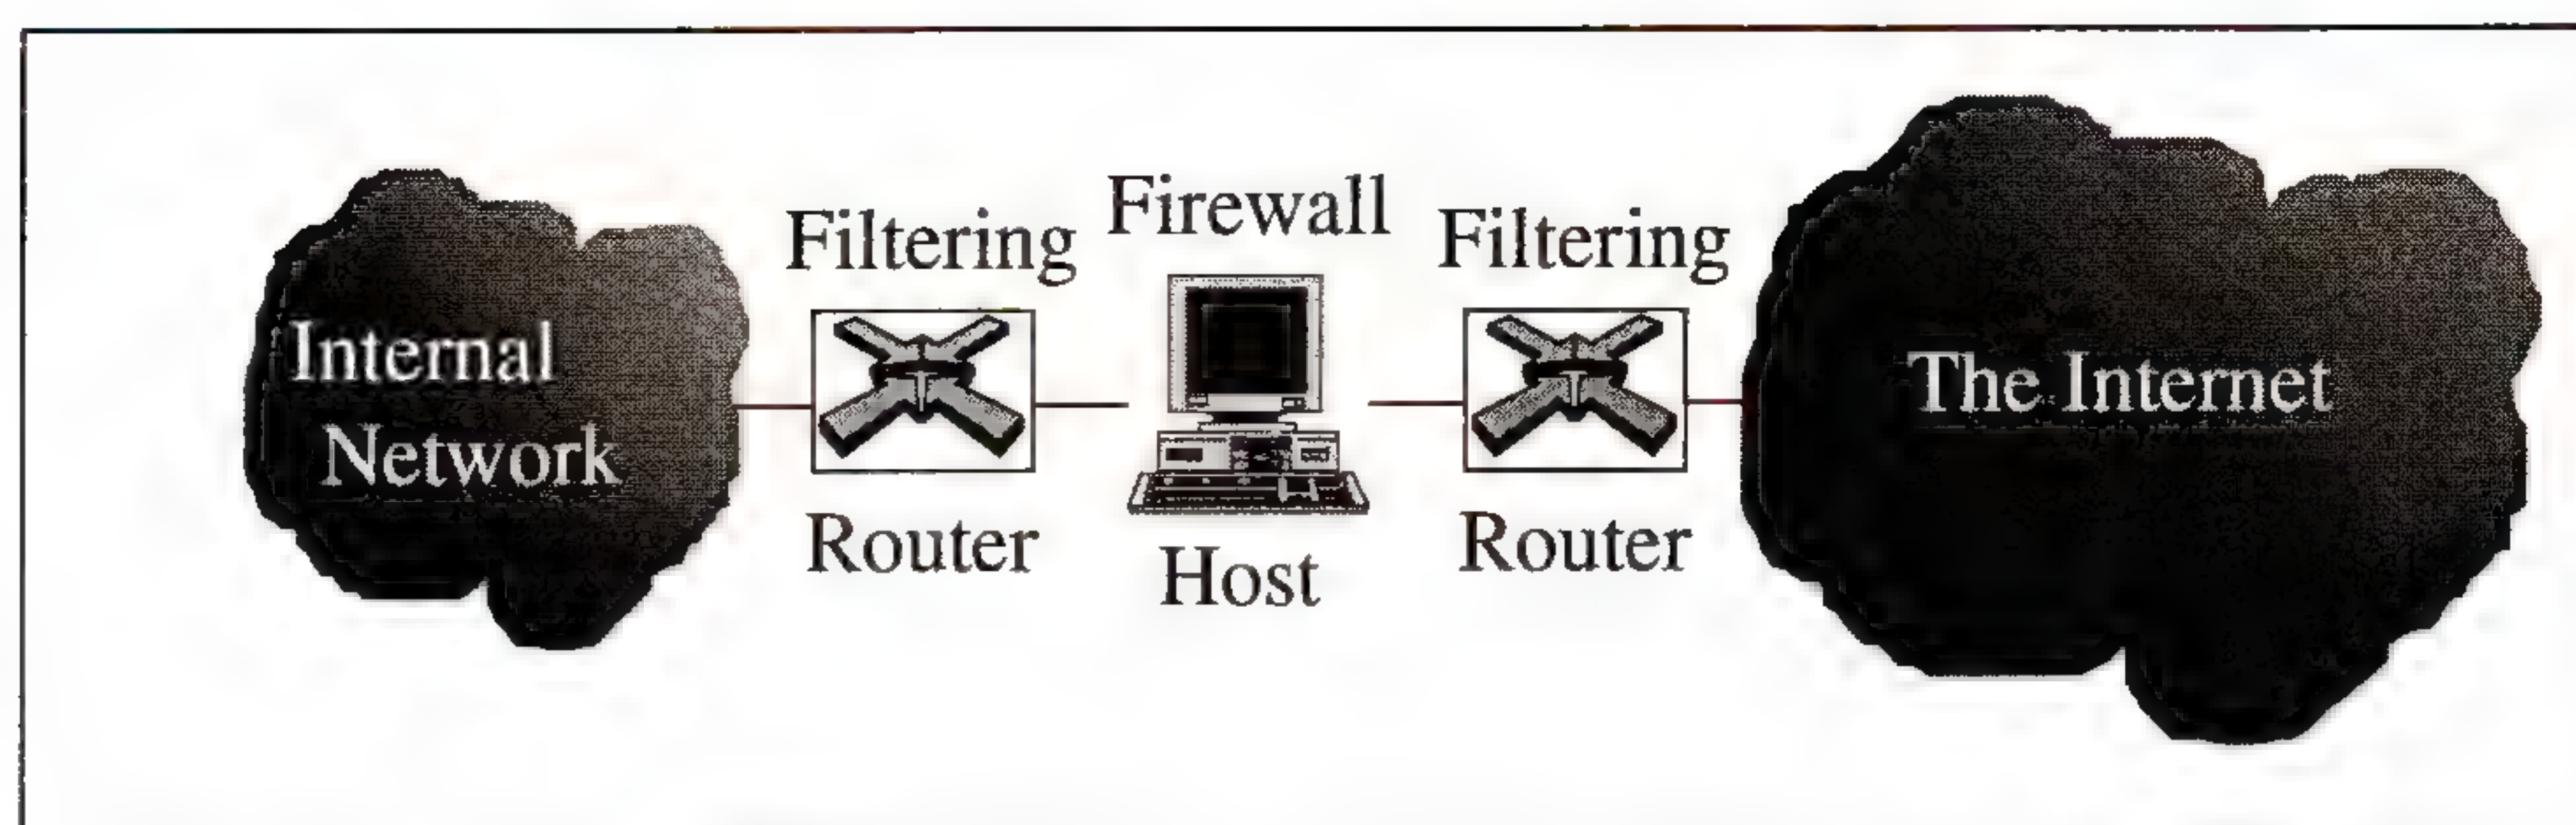 Internal
Network
Filtering
Router
Firewall
Host
Filtering
Router
The Internet